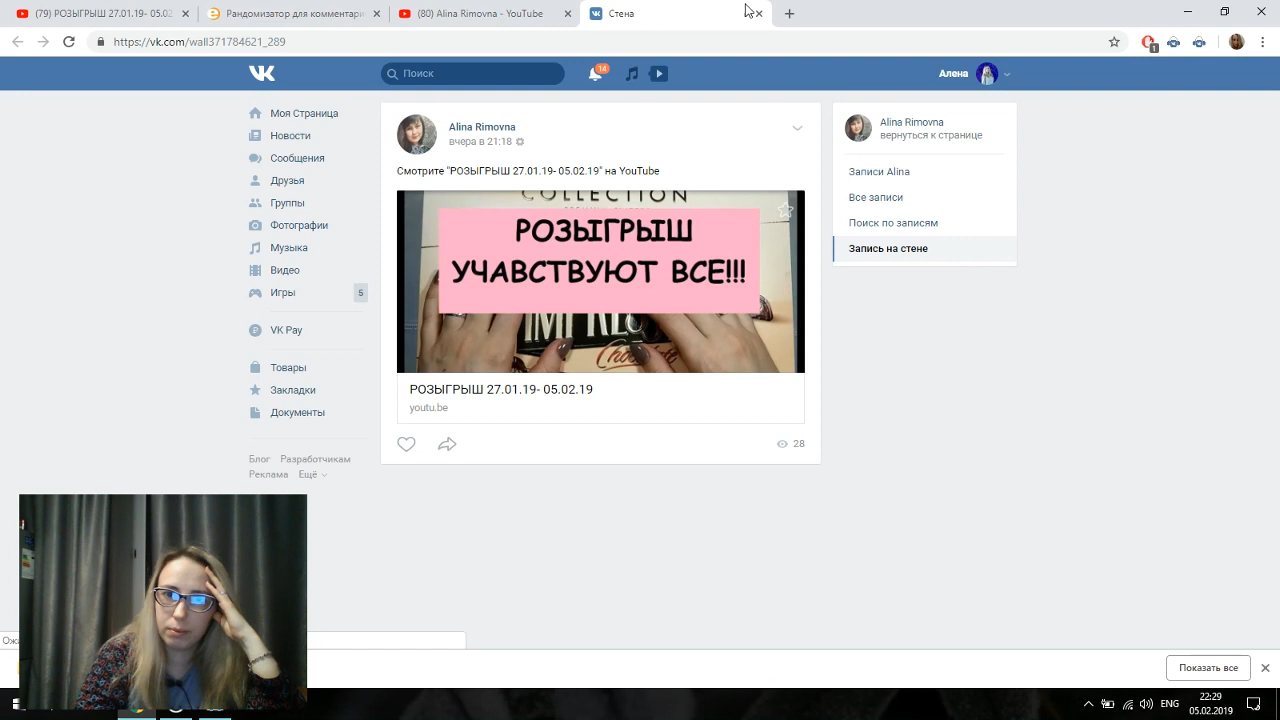 (79) РОЗЫГРЫШ 27.01.19- 05.02
Рандомизатор для комментари
(80) Alina Rimovna - YouTube
Стена
https://vk.com/wall371784621_289
1
Поиск
14
Алена
Моя Страница
Новости
Сообщения
Друзья
Группы
Фотографии
Музыка
Видео
Игры
5
VK Pay
Товары
Закладки
Документы
Блог Разработчикам
Реклама Ещё
Alina Rimovna
вчера в 21:18
Смотрите "РОЗЫГРЫШ 27.01.19- 05.02.19" на YouTube
COLLECTION
РОЗЫГРЫШ
УЧАВСТВУЮТ ВСЕ!!!
РОЗЫГРЫШ 27.01.19- 05.02.19
youtu.be
28
Alina Rimovna
вернуться к странице
Записи Alina
Все записи
Поиск по записям
Запись на стене
Показать все
ENG
22:29
05.02.2019